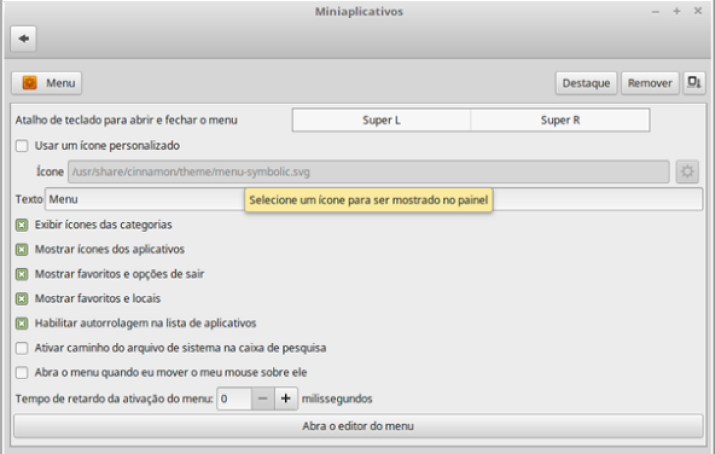 Miniaplicativos
Menu Destaque Remover
Atalho de teclado para abrir e fechar o menu Super L Super R
Usar um ícone personalizado
Ícone /usr/share/cinnamon/theme/menu-symbolic.svg
Texto Menu
Selecione um ícone para ser mostrado no painel
Exibir ícones das categorias
Mostrar ícones dos aplicativos
Mostrar favoritos e opções de sair
Mostrar favoritos e locais
Habilitar autorrolagem na lista de aplicativos
Ativar caminho do arquivo de sistema na caixa de pesquisa
Abra o menu quando eu mover o meu mouse sobre ele
Tempo de retardo da ativação do menu: 0 − + milissegundos
Abra o editor do menu